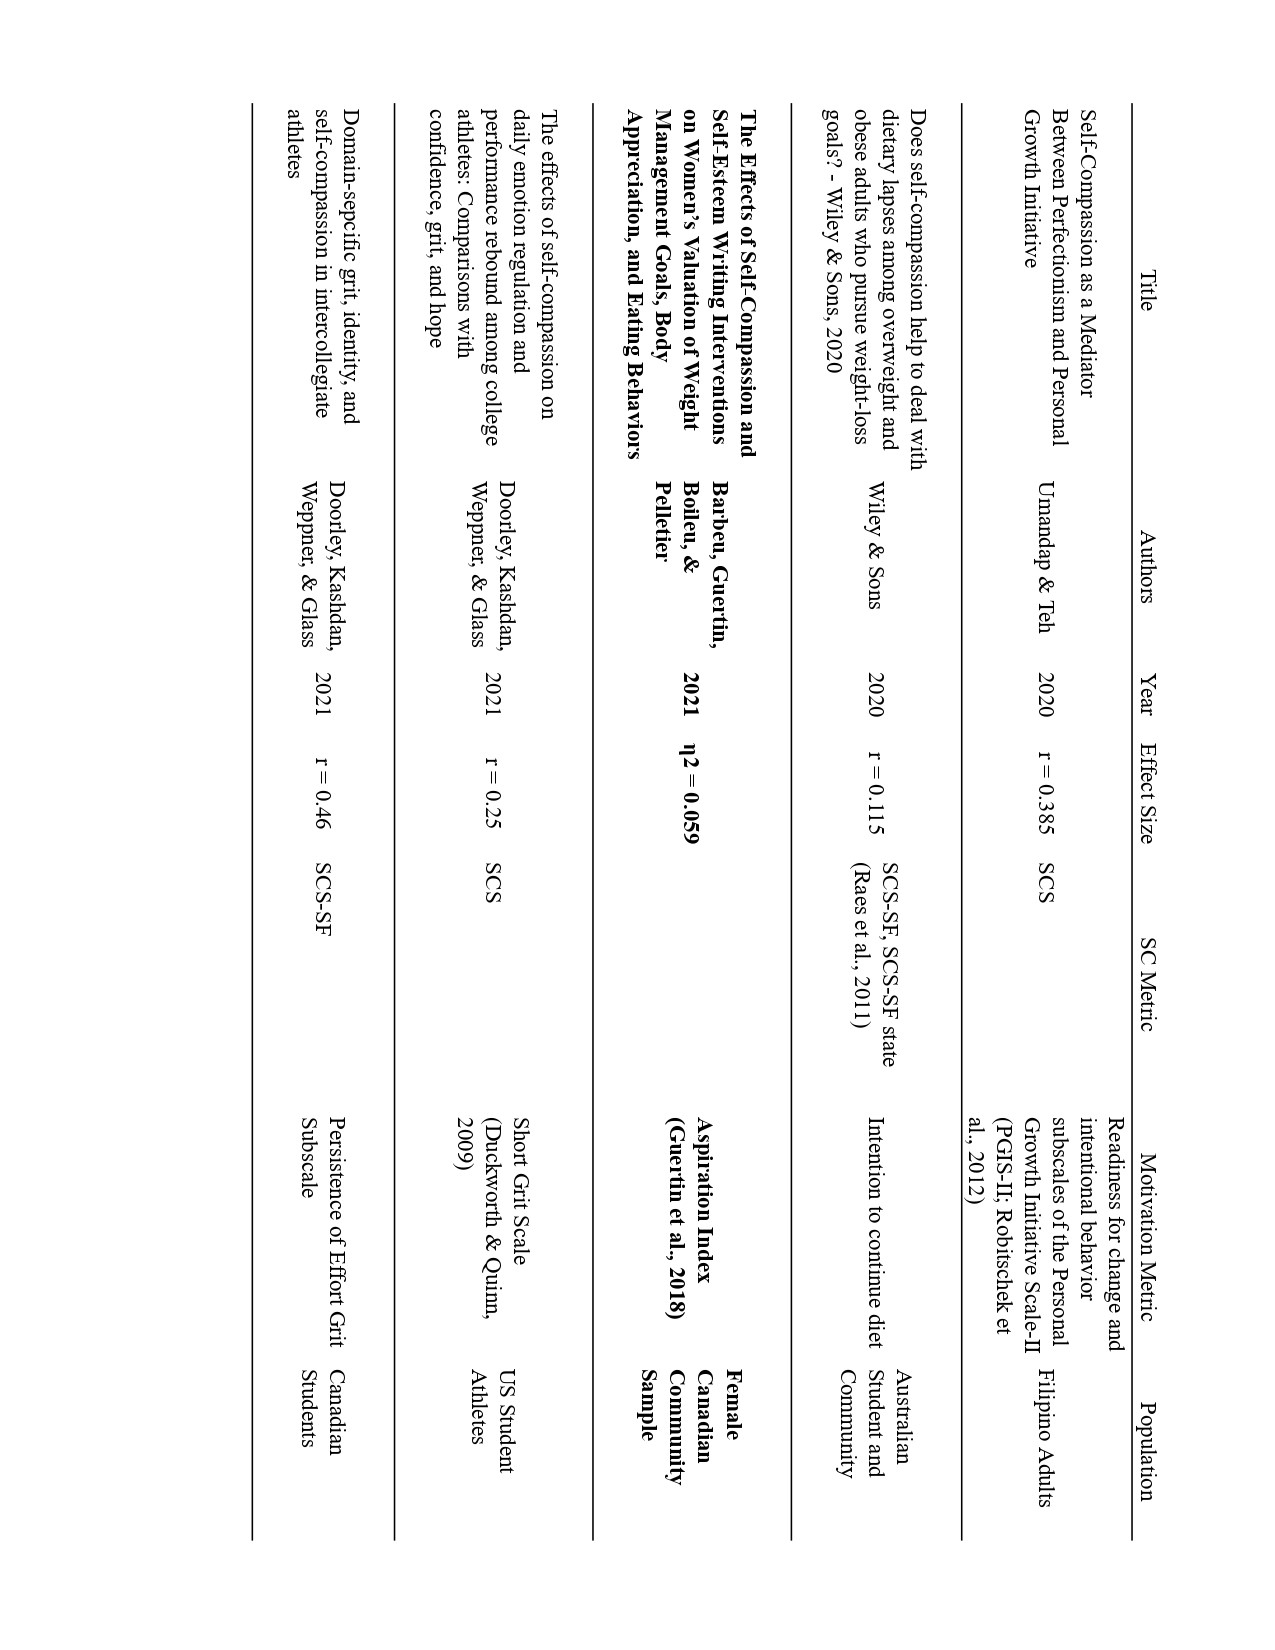 Title Authors Year Effect Size SC Metric Motivation Metric Population
Self-Compassion as a Mediator
Between Perfectionism and Personal
Growth Initiative
Umandap & Teh
2020
r = 0.385
SCS
Readiness for change and
intentional behavior
subscales of the Personal
Growth Initiative Scale-II
(PGIS-II; Robitschek et
al., 2012)
Filipino Adults
Does self-compassion help to deal with
dietary lapses among overweight and
obese adults who pursue weight-loss
goals? - Wiley & Sons, 2020
Wiley & Sons
2020
r = 0.115
SCS-SF, SCS-SF state
(Raes et al., 2011)
Intention to continue diet
Australian
Student and
Community
The Effects of Self-Compassion and
Self-Esteem Writing Interventions
on Women’s Valuation of Weight
Management Goals, Body
Appreciation, and Eating Behaviors
Barbeu, Guertin,
Boileu, &
Pelletier
2021
η2 = 0.059
Aspiration Index
(Guertin et al., 2018)
Female
Canadian
Community
Sample
The effects of self-compassion on
daily emotion regulation and
performance rebound among college
athletes: Comparisons with
confidence, grit, and hope
Doorley, Kashdan,
Weppner, & Glass
2021
r = 0.25
SCS
Short Grit Scale
(Duckworth & Quinn,
2009)
US Student
Athletes
Domain-sepcific grit, identity, and
self-compassion in intercollegiate
athletes
Doorley, Kashdan,
Weppner, & Glass
2021
r = 0.46
SCS-SF
Persistence of Effort Grit
Subscale
Canadian
Students